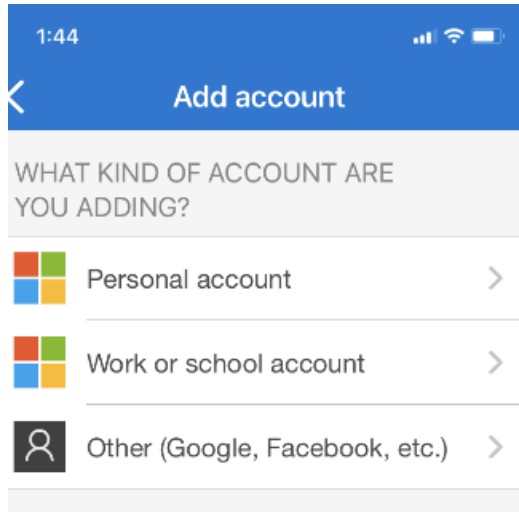 1:44
Add account
WHAT KIND OF ACCOUNT ARE
YOU ADDING?
Personal account
Work or school account
Other (Google, Facebook, etc.)